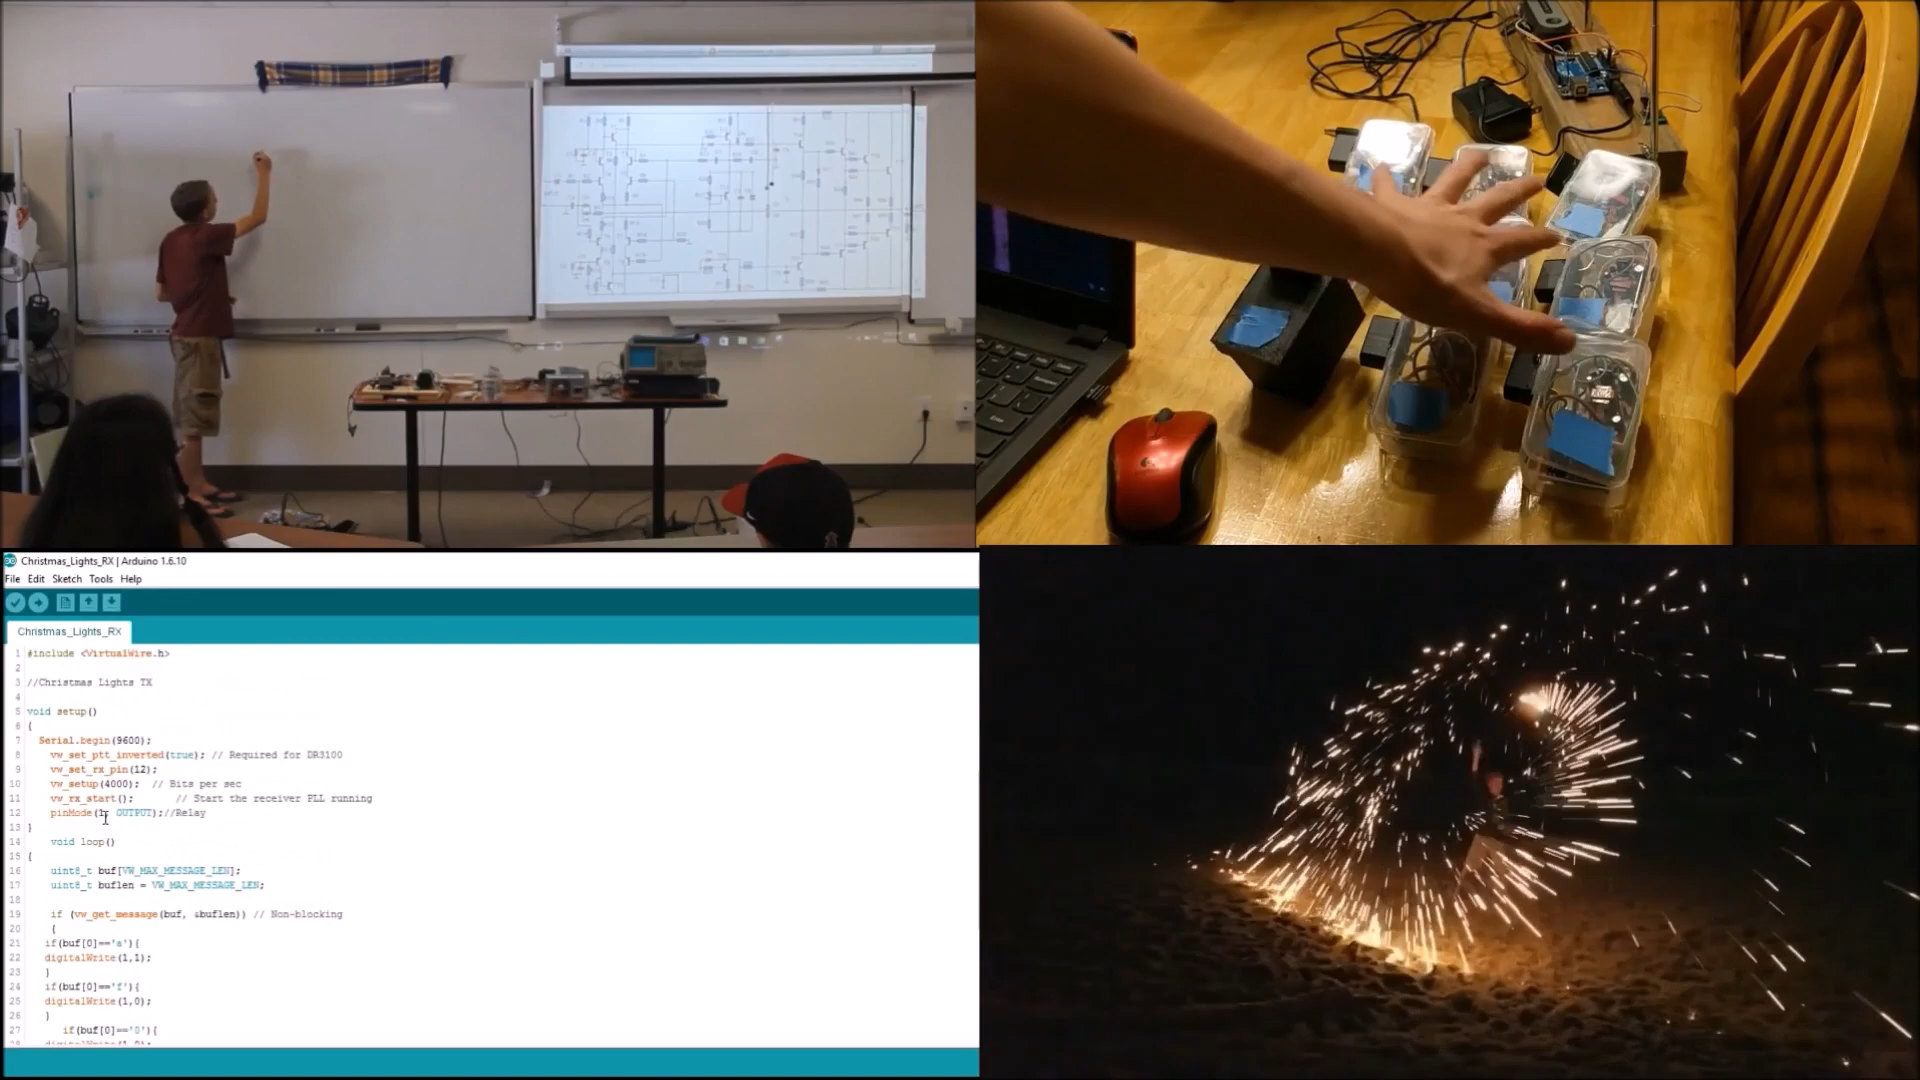 Christmas_Lights_RX | Arduino 1.6.10
File Edit Sketch Tools Help
Christmas_Lights_RX
1 #include <VirtualWire.h>
2
3 //Christmas Lights TX
4
5 void setup()
6 {
7 Serial.begin(9600);
8 vw_set_ptt_inverted(true); // Required for DR3100
9 vw_set_rx_pin(12);
10 vw_setup(4000); // Bits per sec
11 vw_rx_start(); // Start the receiver PLL running
12 pinMode(1, OUTPUT);//Relay
13 }
14 void loop()
15 {
16 uint8_t buf[VW_MAX_MESSAGE_LEN];
17 uint8_t buflen = VW_MAX_MESSAGE_LEN;
18
19 if (vw_get_message(buf, &buflen)) // Non-blocking
20 {
21 if(buf[0]=='a'){
22 digitalWrite(1,1);
23 }
24 if(buf[0]=='f'){
25 digitalWrite(1,0);
26 }
27 if(buf[0]=='0'){